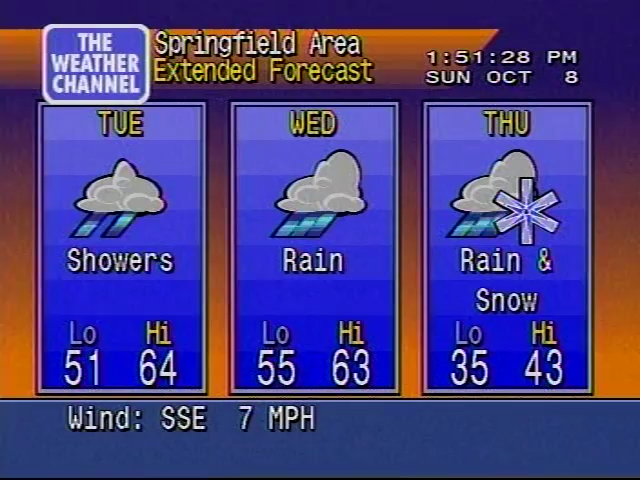 THE
WEATHER
CHANNEL
Springfield Area
Extended Forecast
1:51:28 PM
SUN OCT 8
TUE
Showers
Lo Hi
51 64
WED
Rain
Lo Hi
55 63
THU
Rain &
Snow
Lo Hi
35 43
Wind: SSE 7 MPH